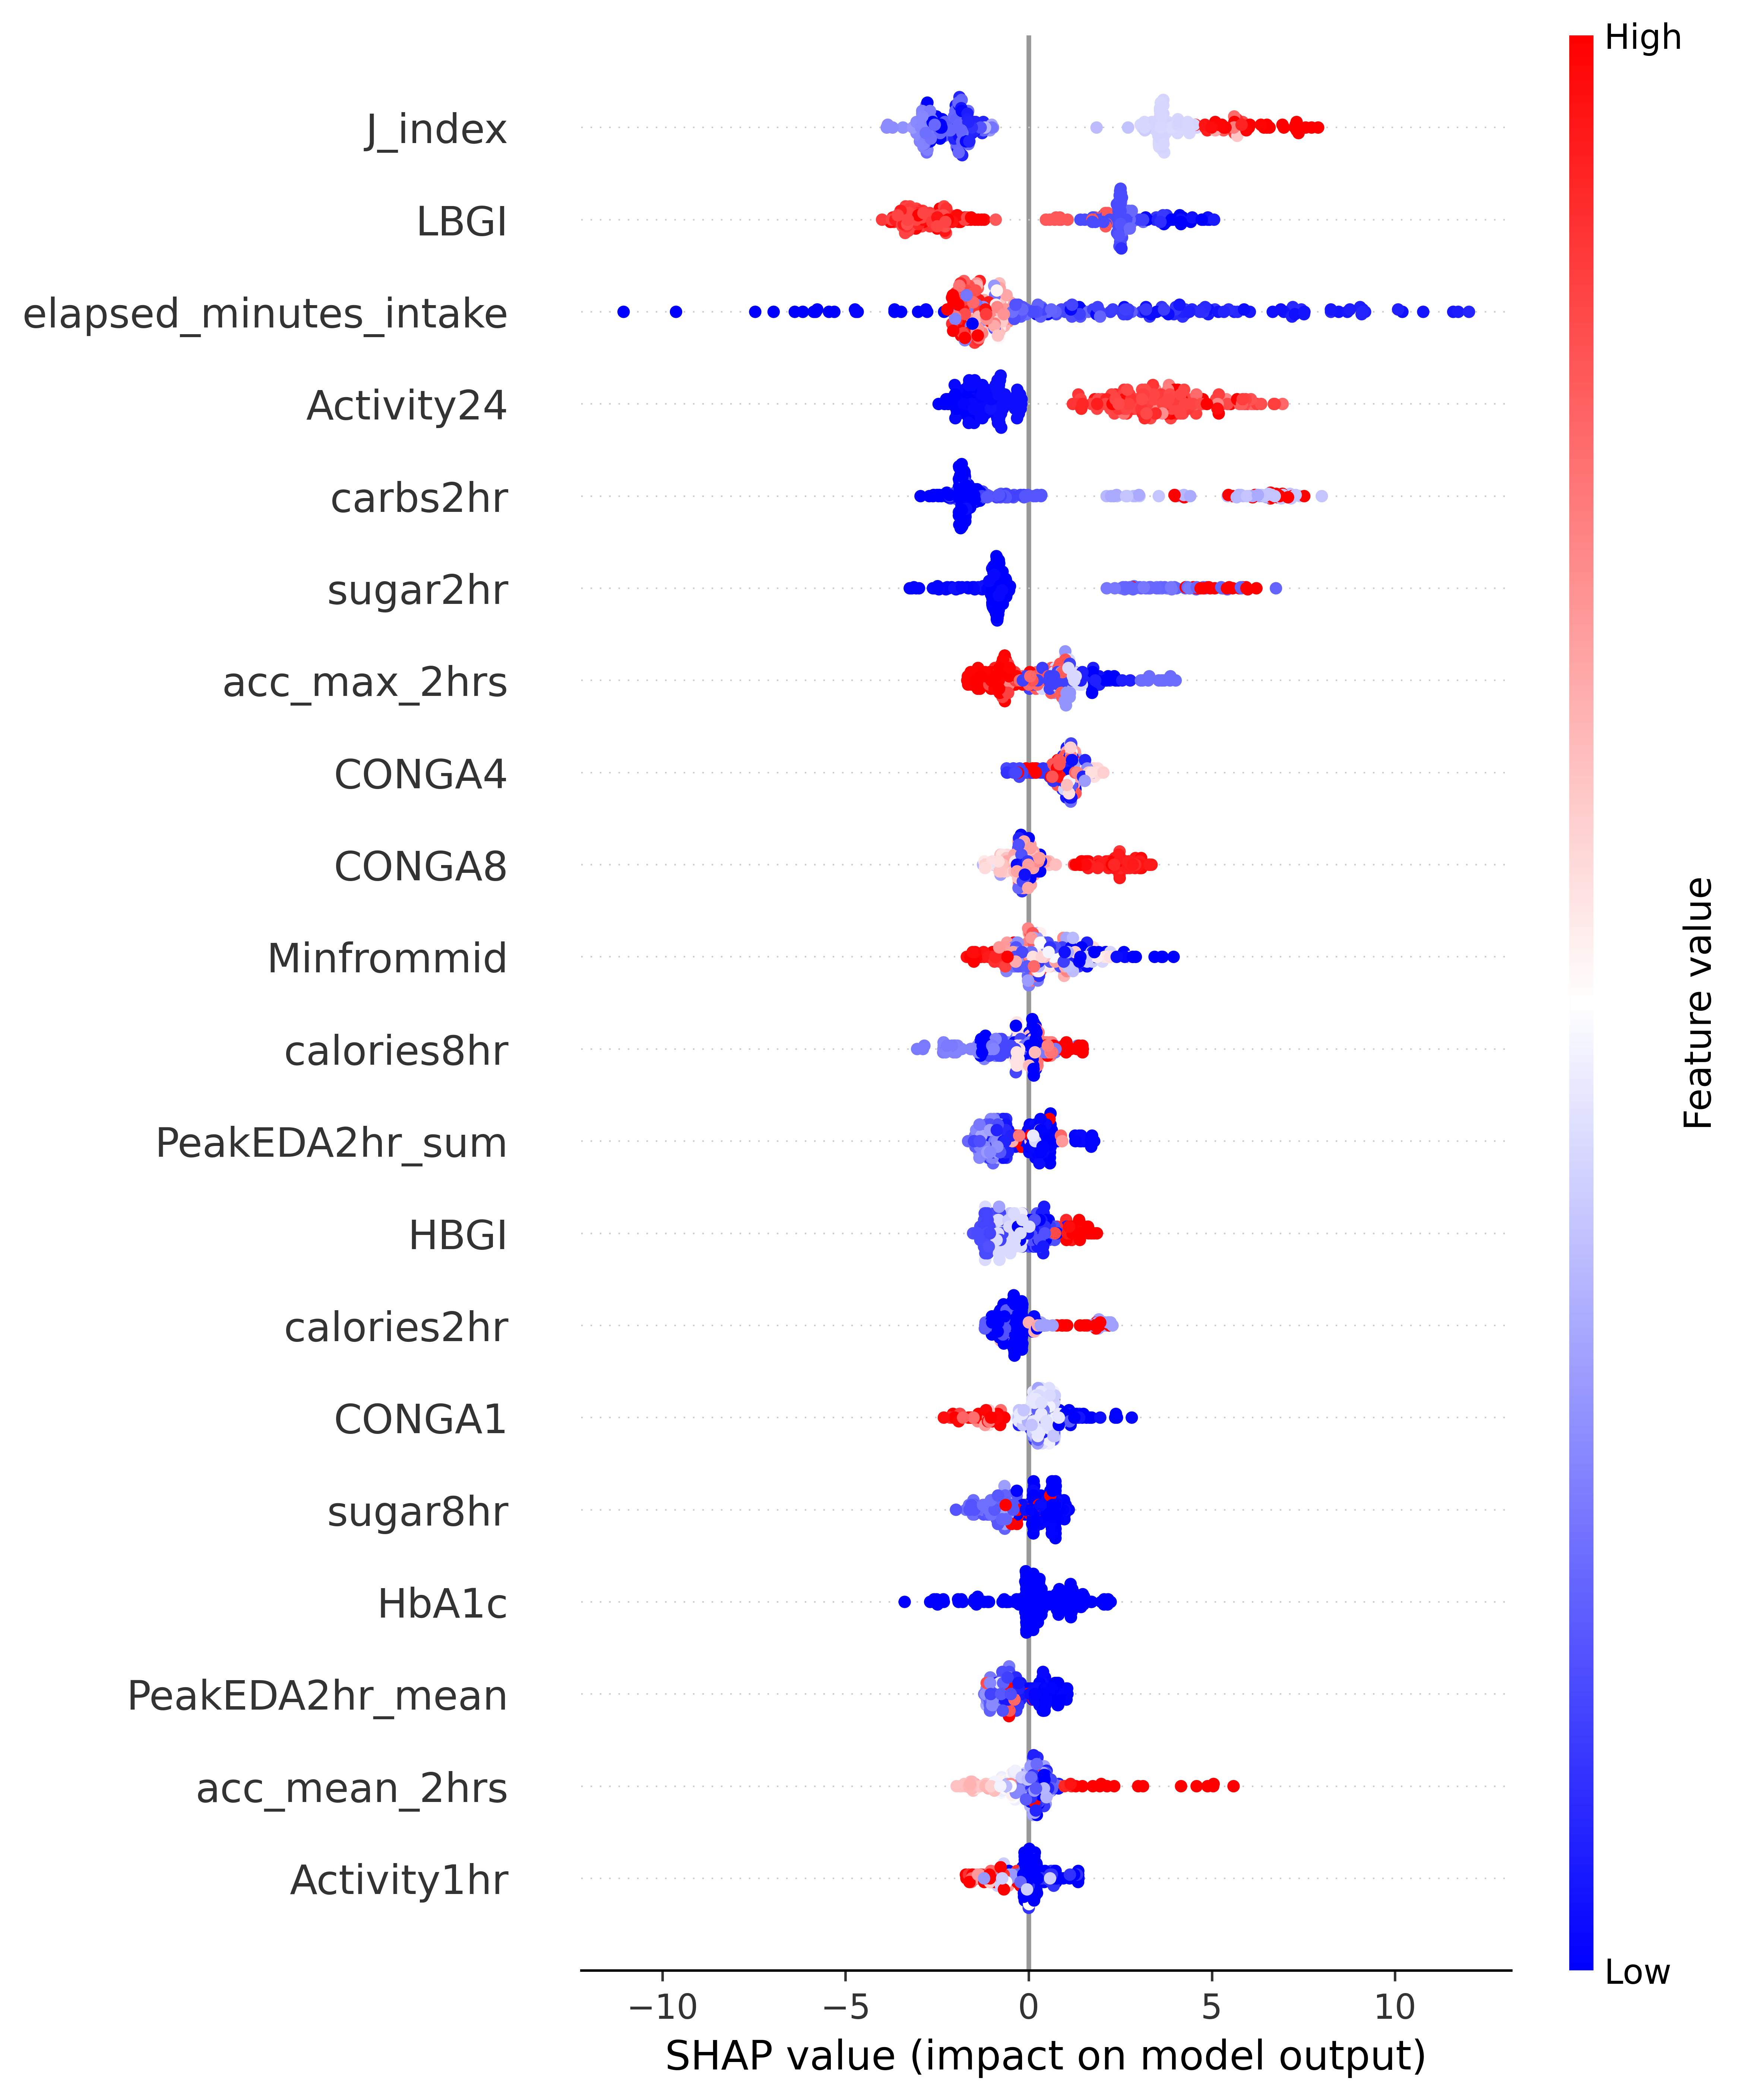 High
J_index
LBGI
elapsed_minutes_intake
Activity24
carbs2hr
sugar2hr
acc_max_2hrs
CONGA4
CONGA8
Minfrommid
calories8hr
PeakEDA2hr_sum
HBGI
calories2hr
CONGA1
sugar8hr
HbA1c
PeakEDA2hr_mean
acc_mean_2hrs
Activity1hr
Feature value
Low
−10 −5 0 5 10
SHAP value (impact on model output)